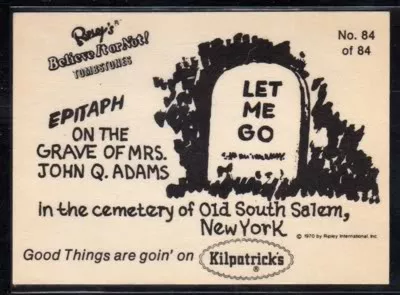 Ripley's
Believe It or Not!
TOMBSTONES
No. 84
of 84
EPITAPH
ON THE
GRAVE OF MRS.
JOHN Q. ADAMS
LET
ME
GO
in the cemetery of Old South Salem,
New York
© 1970 by Ripley International, Inc.
Good Things are goin' on
Kilpatrick's
®